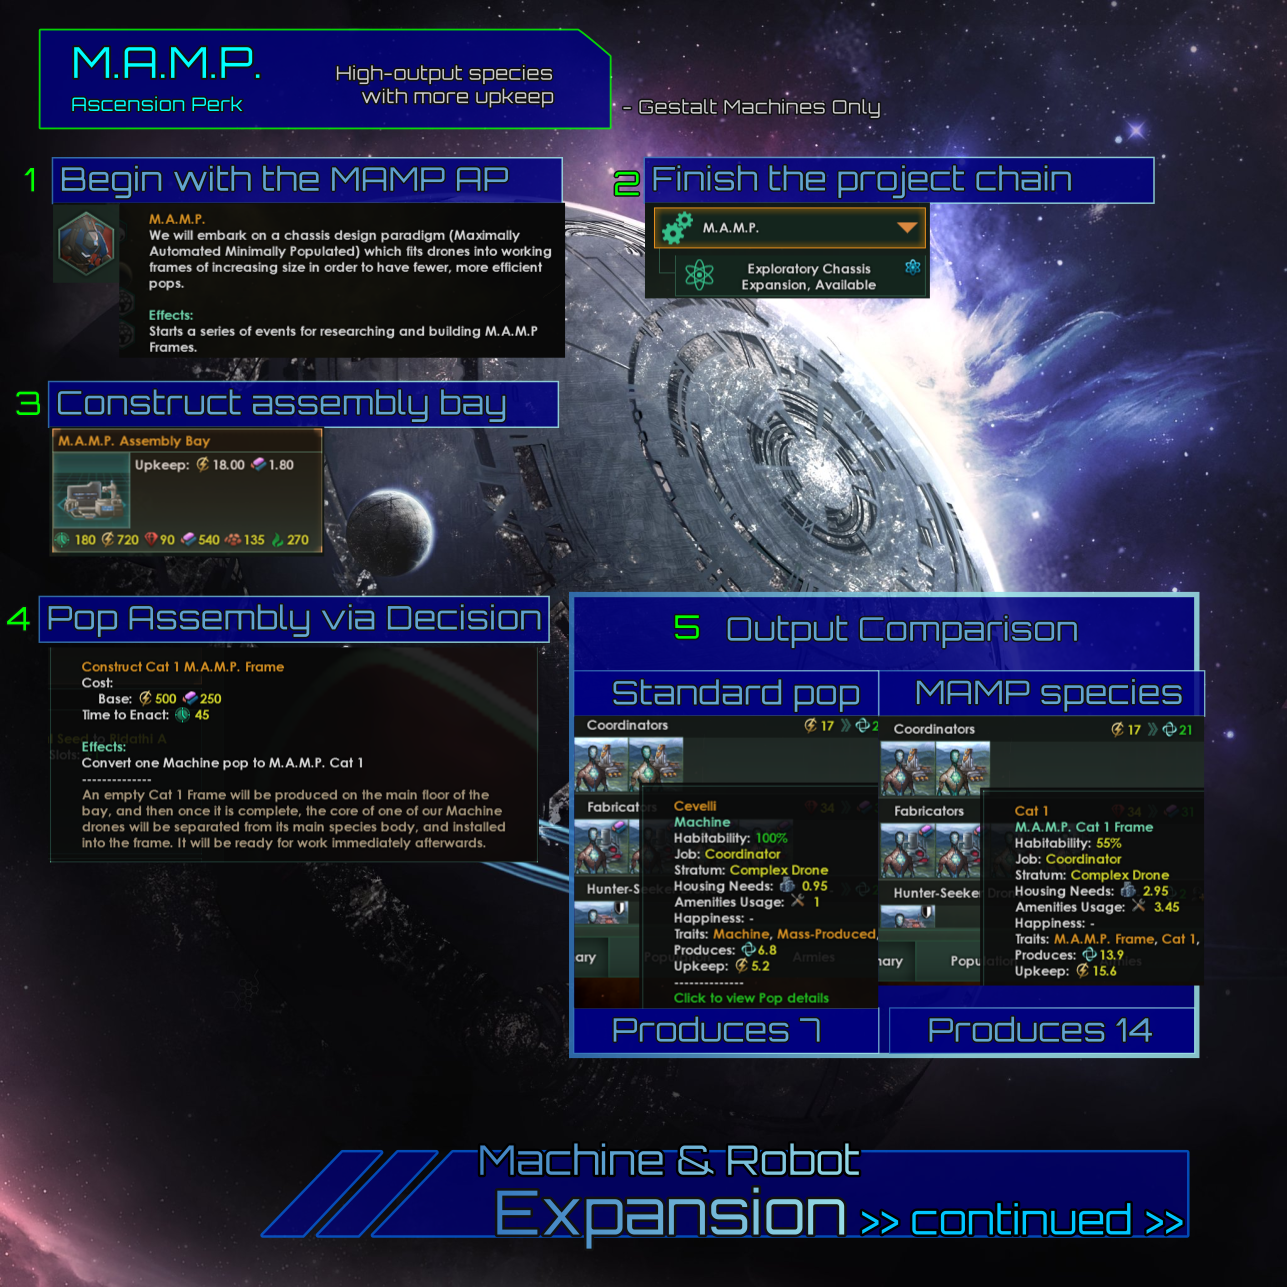 M.A.M.P.
Ascension Perk
High-output species
with more upkeep
- Gestalt Machines Only
1 Begin with the MAMP AP
M.A.M.P.
We will embark on a chassis design paradigm (Maximally
Automated Minimally Populated) which fits drones into working
frames of increasing size in order to have fewer, more efficient
pops.
Effects:
Starts a series of events for researching and building M.A.M.P
Frames.
2 Finish the project chain
M.A.M.P.
Exploratory Chassis
Expansion, Available
3 Construct assembly bay
M.A.M.P. Assembly Bay
Upkeep: 18.00 1.80
180 720 90 540 135 270
4 Pop Assembly via Decision
Construct Cat 1 M.A.M.P. Frame
Cost:
Base: 500 250
Time to Enact: 45
Effects:
Convert one Machine pop to M.A.M.P. Cat 1
--------------
An empty Cat 1 Frame will be produced on the main floor of the
bay, and then once it is complete, the core of one of our Machine
drones will be separated from its main species body, and installed
into the frame. It will be ready for work immediately afterwards.
5 Output Comparison
Standard pop
Coordinators 17 2
Fabricat
Hunter-Seeke
ary
Cevelli
Machine
Habitability: 100%
Job: Coordinator
Stratum: Complex Drone
Housing Needs: 0.95
Amenities Usage: 1
Happiness: -
Traits: Machine, Mass-Produced,
Produces: 6.8
Upkeep: 5.2
--------------
Click to view Pop details
Produces 7
MAMP species
Coordinators 17 21
Fabricators
Hunter-Seeker
nary
Popu
Cat 1
M.A.M.P. Cat 1 Frame
Habitability: 55%
Job: Coordinator
Stratum: Complex Drone
Housing Needs: 2.95
Amenities Usage: 3.45
Happiness: -
Traits: M.A.M.P. Frame, Cat 1,
Produces: 13.9
Upkeep: 15.6
Produces 14
Machine & Robot
Expansion >> continued >>